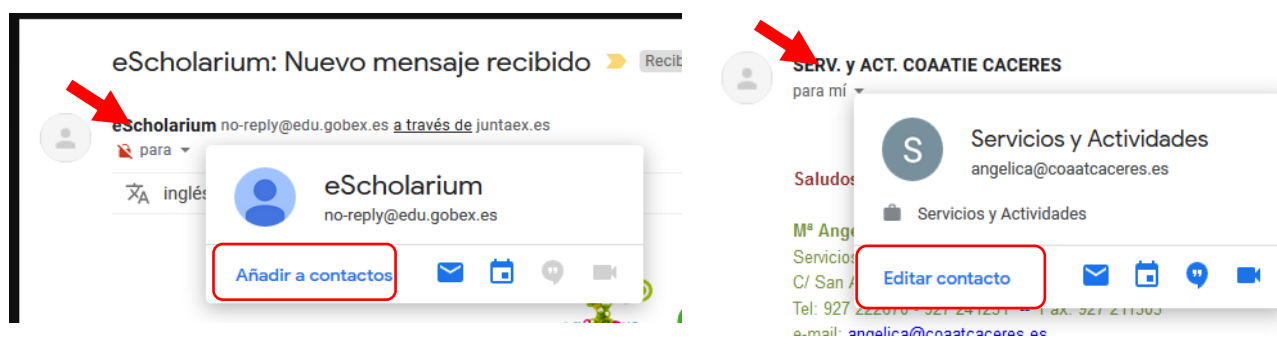 eScholarium: Nuevo mensaje recibido Recib
eScholarium no-reply@edu.gobex.es a través de juntaex.es
para
inglés
eScholarium
no-reply@edu.gobex.es
Añadir a contactos
SERV. y ACT. COAATIE CACERES
para mí
S
Servicios y Actividades
angelica@coaatcaceres.es
Saludos
Servicios y Actividades
Mª Ange
Servicios
C/ San A
Editar contacto
Tel: 927
e-mail: angelica@coaatcaceres.es